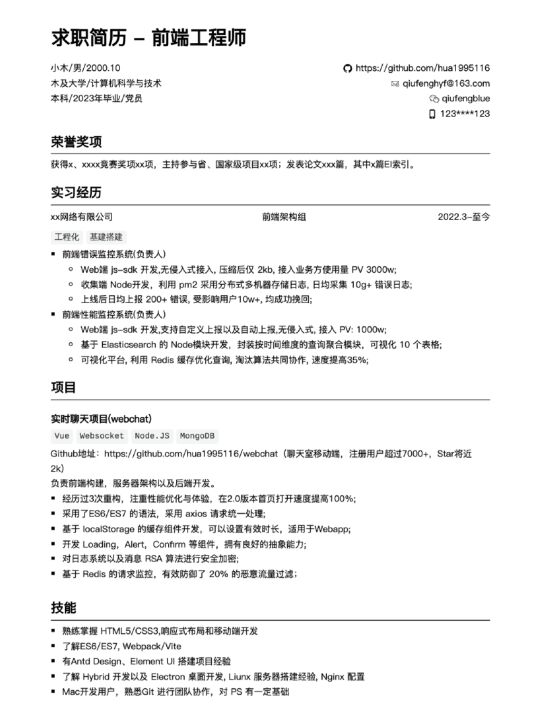 求职简历 - 前端工程师
小木/男/2000.10
https://github.com/hua1995116
木及大学/计算机科学与技术
qiufenghyf@163.com
本科/2023年毕业/党员
qiufengblue
123****123
荣誉奖项
获得x、xxxx竞赛奖项xx项，主持参与省、国家级项目xx项；发表论文xxx篇，其中x篇EI索引。
实习经历
xx网络有限公司 前端架构组 2022.3-至今
工程化 基建搭建
前端错误监控系统(负责人)
Web端 js-sdk 开发,无侵入式接入, 压缩后仅 2kb, 接入业务方使用量 PV 3000w;
收集端 Node开发，利用 pm2 采用分布式多机器存储日志, 日均采集 10g+ 错误日志;
上线后日均上报 200+ 错误, 受影响用户10w+, 均成功挽回;
前端性能监控系统(负责人)
Web端 js-sdk 开发,支持自定义上报以及自动上报,无侵入式, 接入 PV: 1000w;
基于 Elasticsearch 的 Node模块开发，封装按时间维度的查询聚合模块，可视化 10 个表格;
可视化平台, 利用 Redis 缓存优化查询, 淘汰算法共同协作, 速度提高35%;
项目
实时聊天项目(webchat)
Vue Websocket Node.JS MongoDB
Github地址：https://github.com/hua1995116/webchat（聊天室移动端，注册用户超过7000+，Star将近
2k）
负责前端构建，服务器架构以及后端开发。
经历过3次重构，注重性能优化与体验，在2.0版本首页打开速度提高100%;
采用了ES6/ES7 的语法，采用 axios 请求统一处理;
基于 localStorage 的缓存组件开发，可以设置有效时长，适用于Webapp;
开发 Loading，Alert，Confirm 等组件，拥有良好的抽象能力;
对日志系统以及消息 RSA 算法进行安全加密;
基于 Redis 的请求监控，有效防御了 20% 的恶意流量过滤；
技能
熟练掌握 HTML5/CSS3,响应式布局和移动端开发
了解ES6/ES7, Webpack/Vite
有Antd Design、Element UI 搭建项目经验
了解 Hybrid 开发以及 Electron 桌面开发, Liunx 服务器搭建经验, Nginx 配置
Mac开发用户，熟悉Git 进行团队协作，对 PS 有一定基础